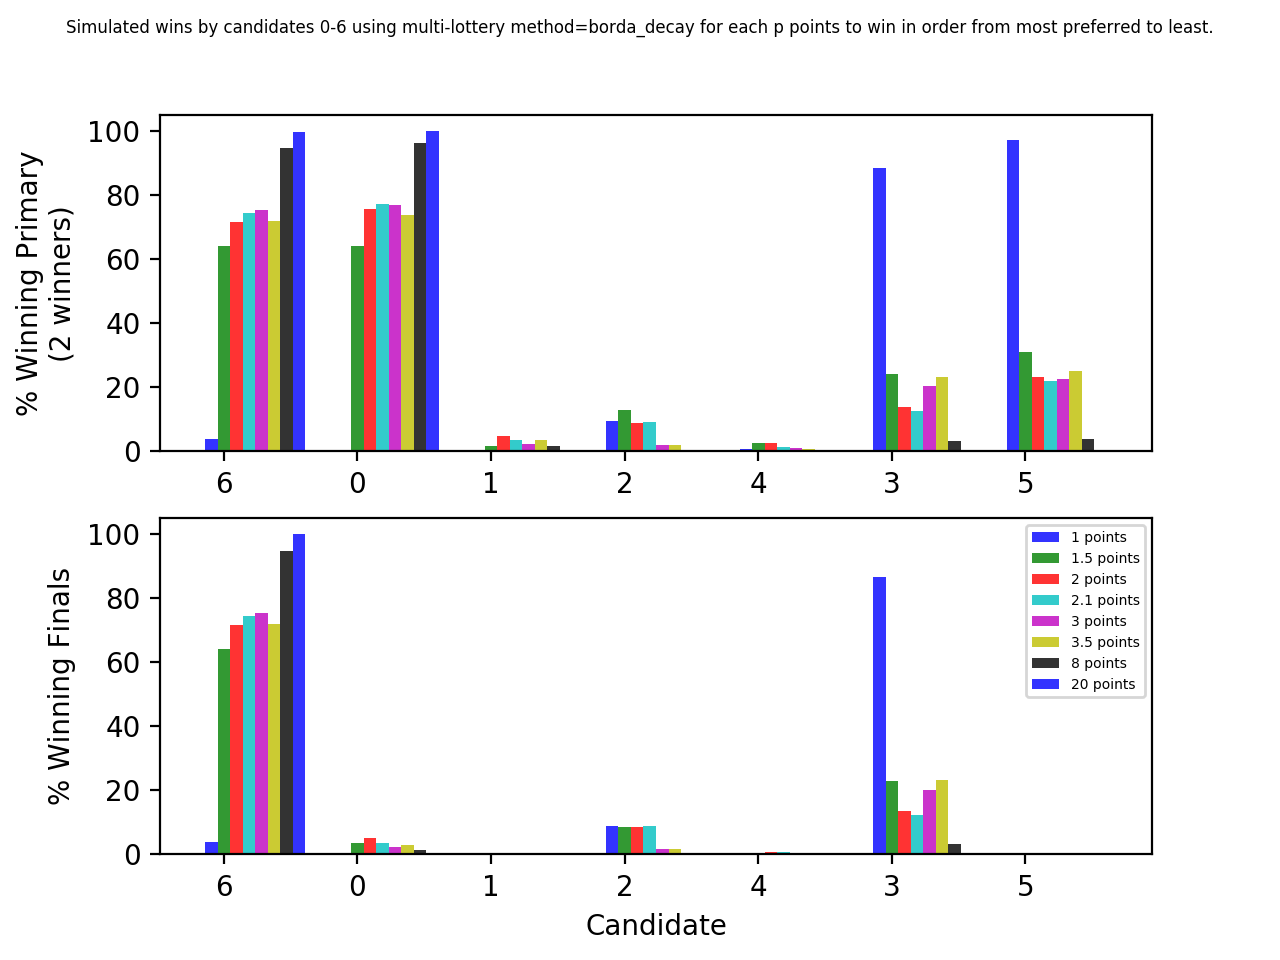 Simulated wins by candidates 0-6 using multi-lottery method=borda_decay for each p points to win in order from most preferred to least.
% Winning Primary
(2 winners)
100
80
60
40
20
0
6 0 1 2 4 3 5
% Winning Finals
100
80
60
40
20
0
1 points
1.5 points
2 points
2.1 points
3 points
3.5 points
8 points
20 points
6 0 1 2 4 3 5
Candidate